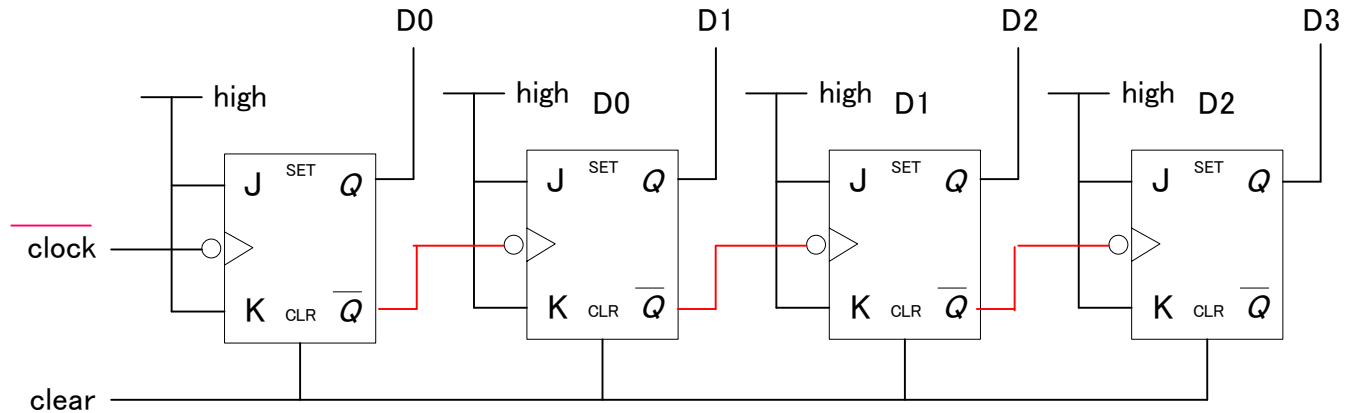 D0 D1 D2 D3
high high high high
D0 D1 D2
J SET Q J SET Q J SET Q J SET Q
clock
K CLR Q K CLR Q K CLR Q K CLR Q
clear